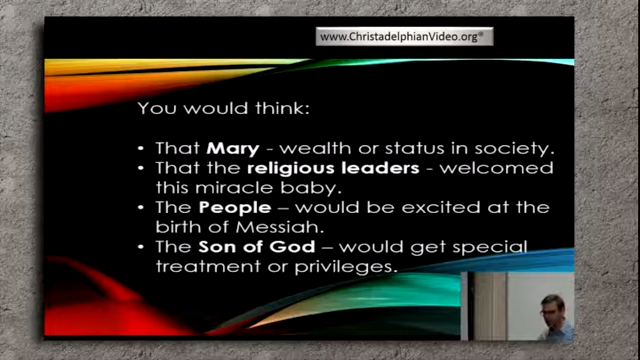 www.ChristadelphianVideo.org®
You would think:
• That Mary - wealth or status in society.
• That the religious leaders - welcomed
this miracle baby.
• The People – would be excited at the
birth of Messiah.
• The Son of God – would get special
treatment or privileges.